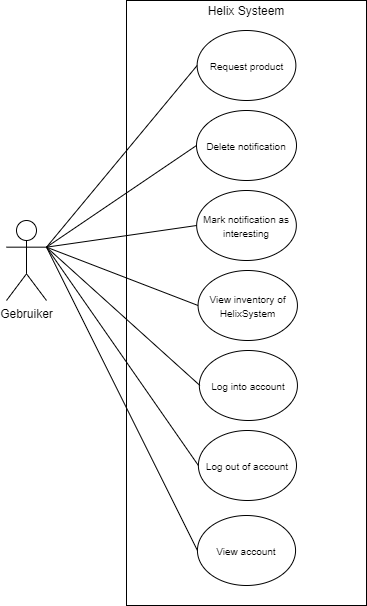 Helix Systeem
Request product
Delete notification
Mark notification as
interesting
Gebruiker
View inventory of
HelixSystem
Log into account
Log out of account
View account